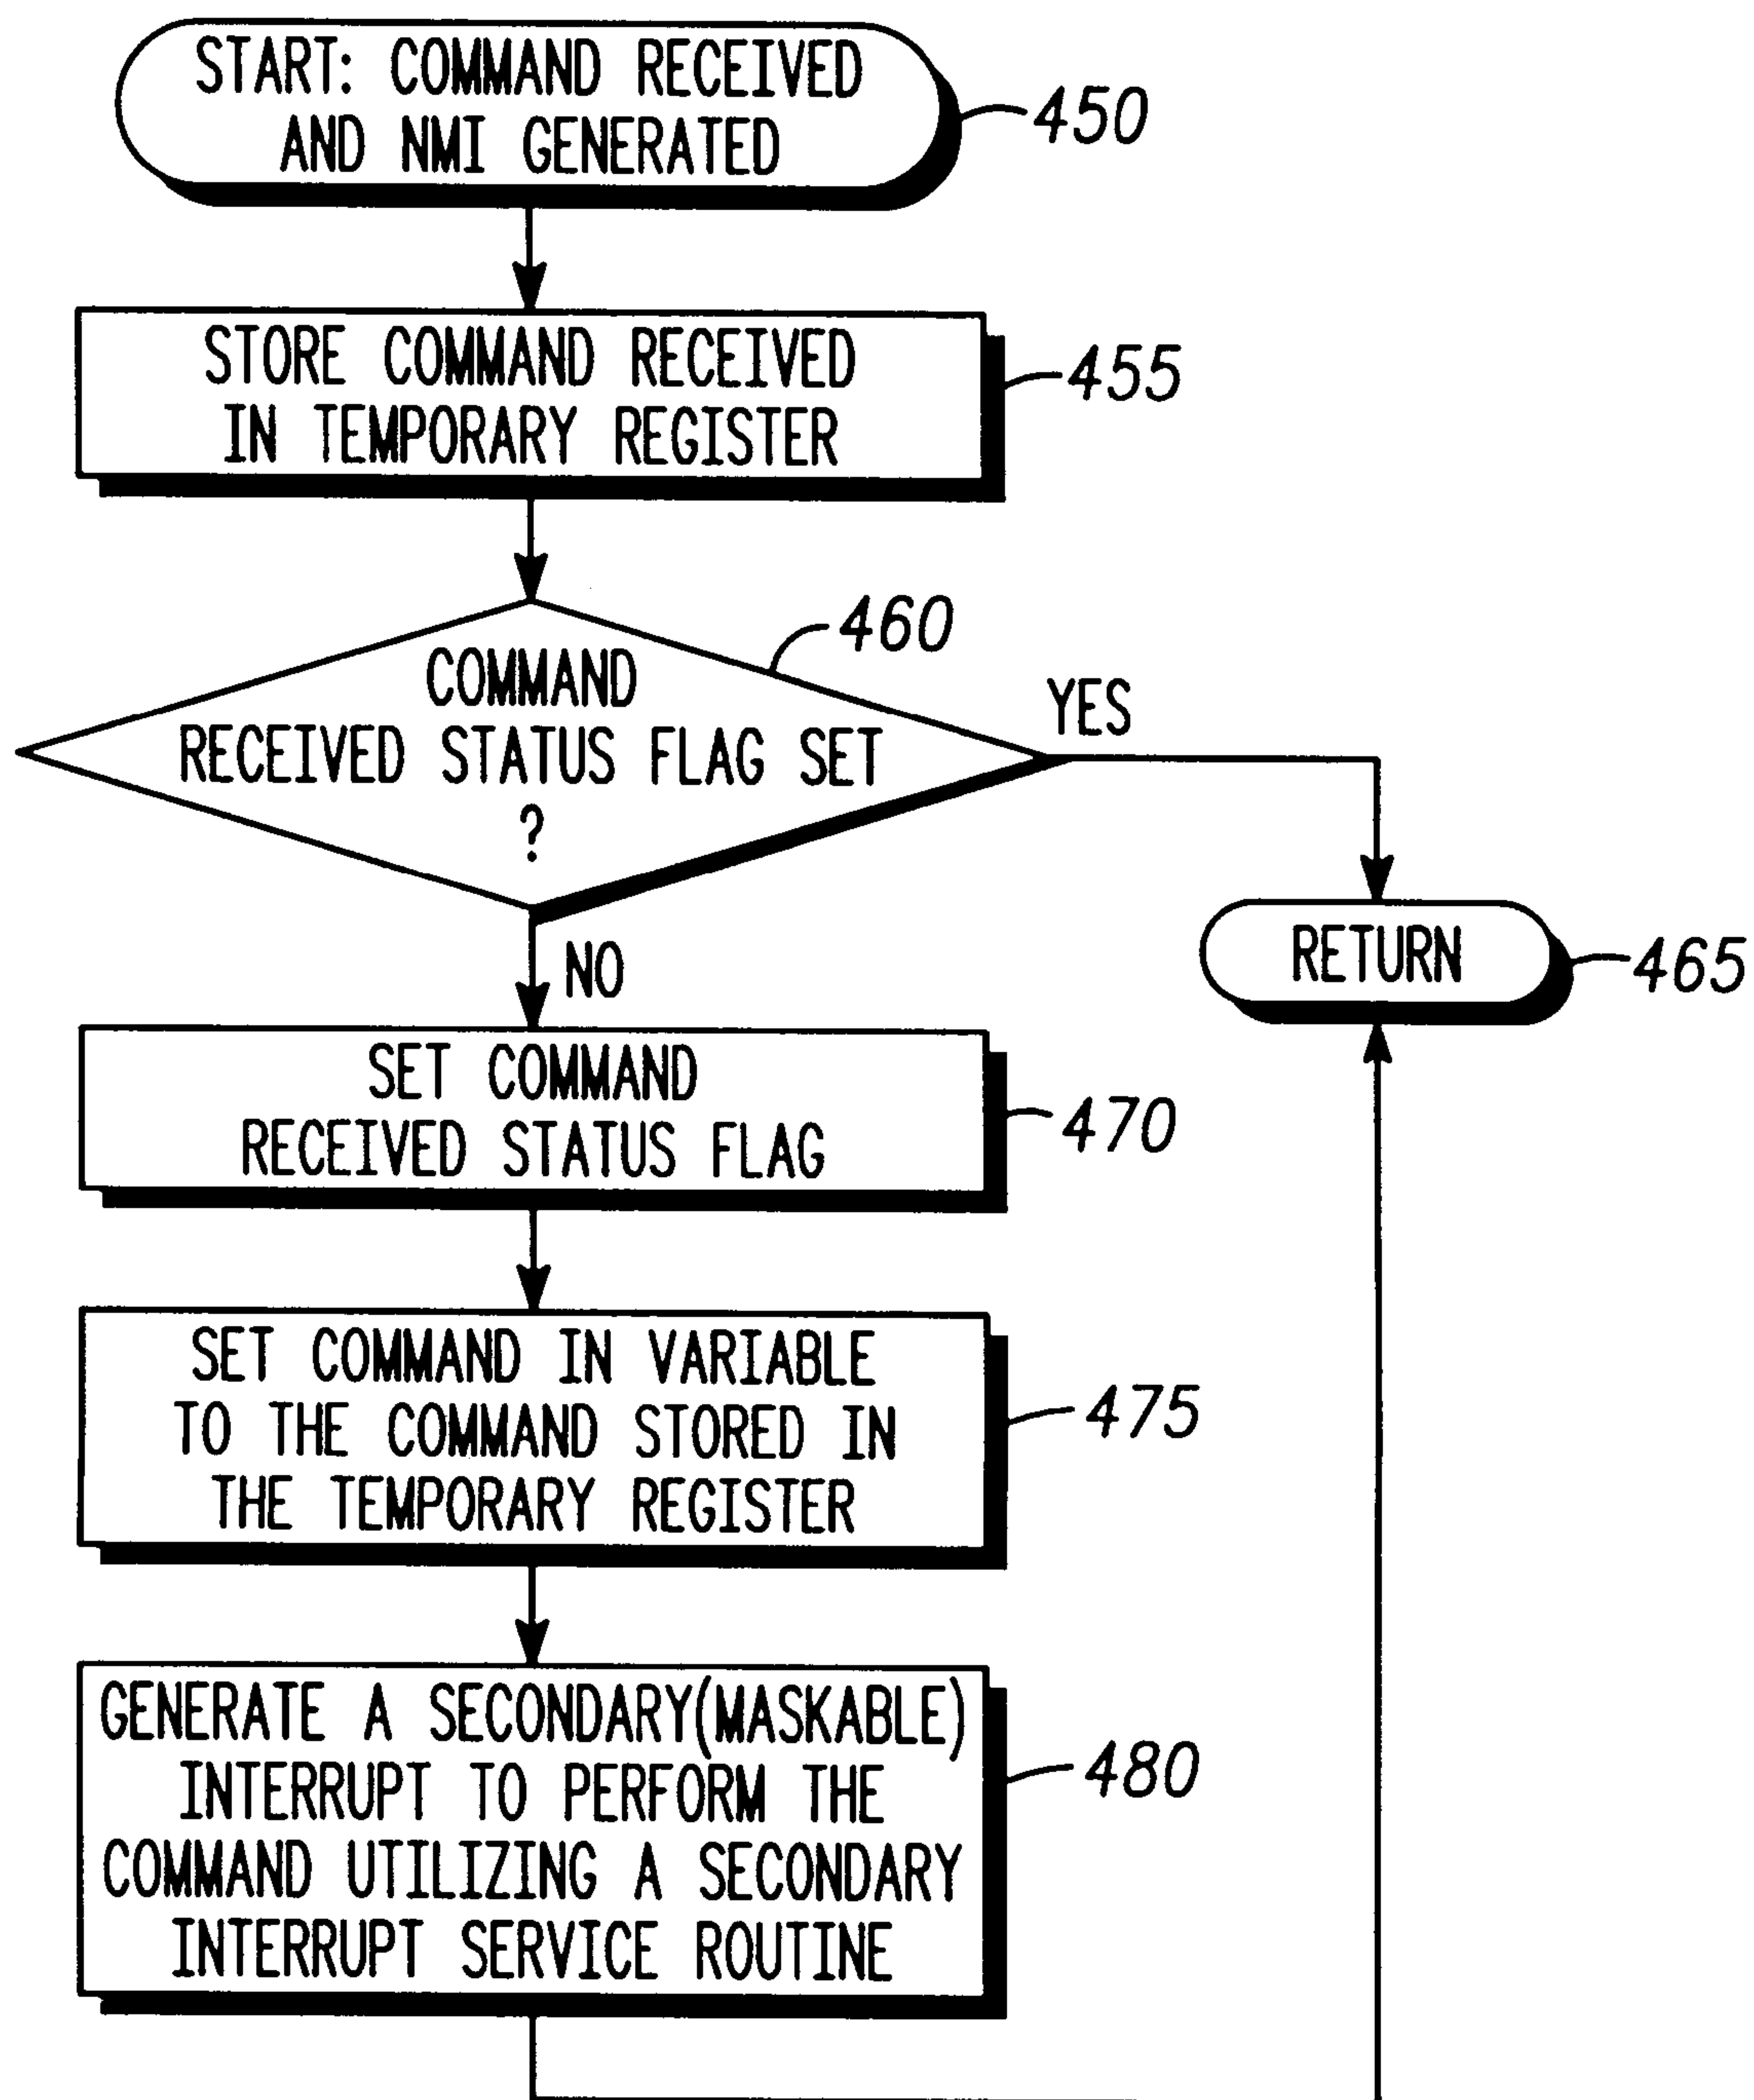 START: COMMAND RECEIVED
AND NMI GENERATED
450
STORE COMMAND RECEIVED
IN TEMPORARY REGISTER
455
460
COMMAND
RECEIVED STATUS FLAG SET
?
YES
NO
RETURN
465
SET COMMAND
RECEIVED STATUS FLAG
470
SET COMMAND IN VARIABLE
TO THE COMMAND STORED IN
THE TEMPORARY REGISTER
475
GENERATE A SECONDARY(MASKABLE)
INTERRUPT TO PERFORM THE
COMMAND UTILIZING A SECONDARY
INTERRUPT SERVICE ROUTINE
480